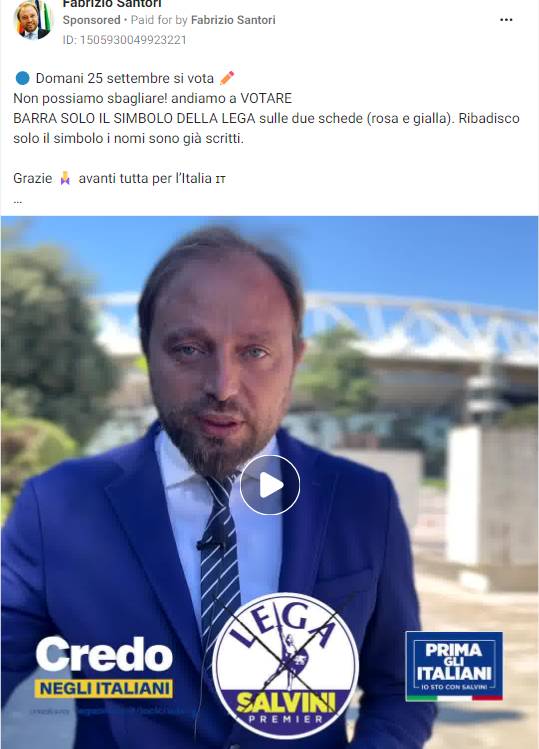 Fabrizio Santori
Sponsored • Paid for by Fabrizio Santori
ID: 1505930049923221
Domani 25 settembre si vota
Non possiamo sbagliare! andiamo a VOTARE
BARRA SOLO IL SIMBOLO DELLA LEGA sulle due schede (rosa e gialla). Ribadisco
solo il simbolo i nomi sono già scritti.
Grazie 
avanti tutta per l'Italia IT
...
LEGA
SALVINI
PREMIER
Credo
NEGLI ITALIANI
PRIMA
GLI
ITALIANI
IO STO CON SALVINI